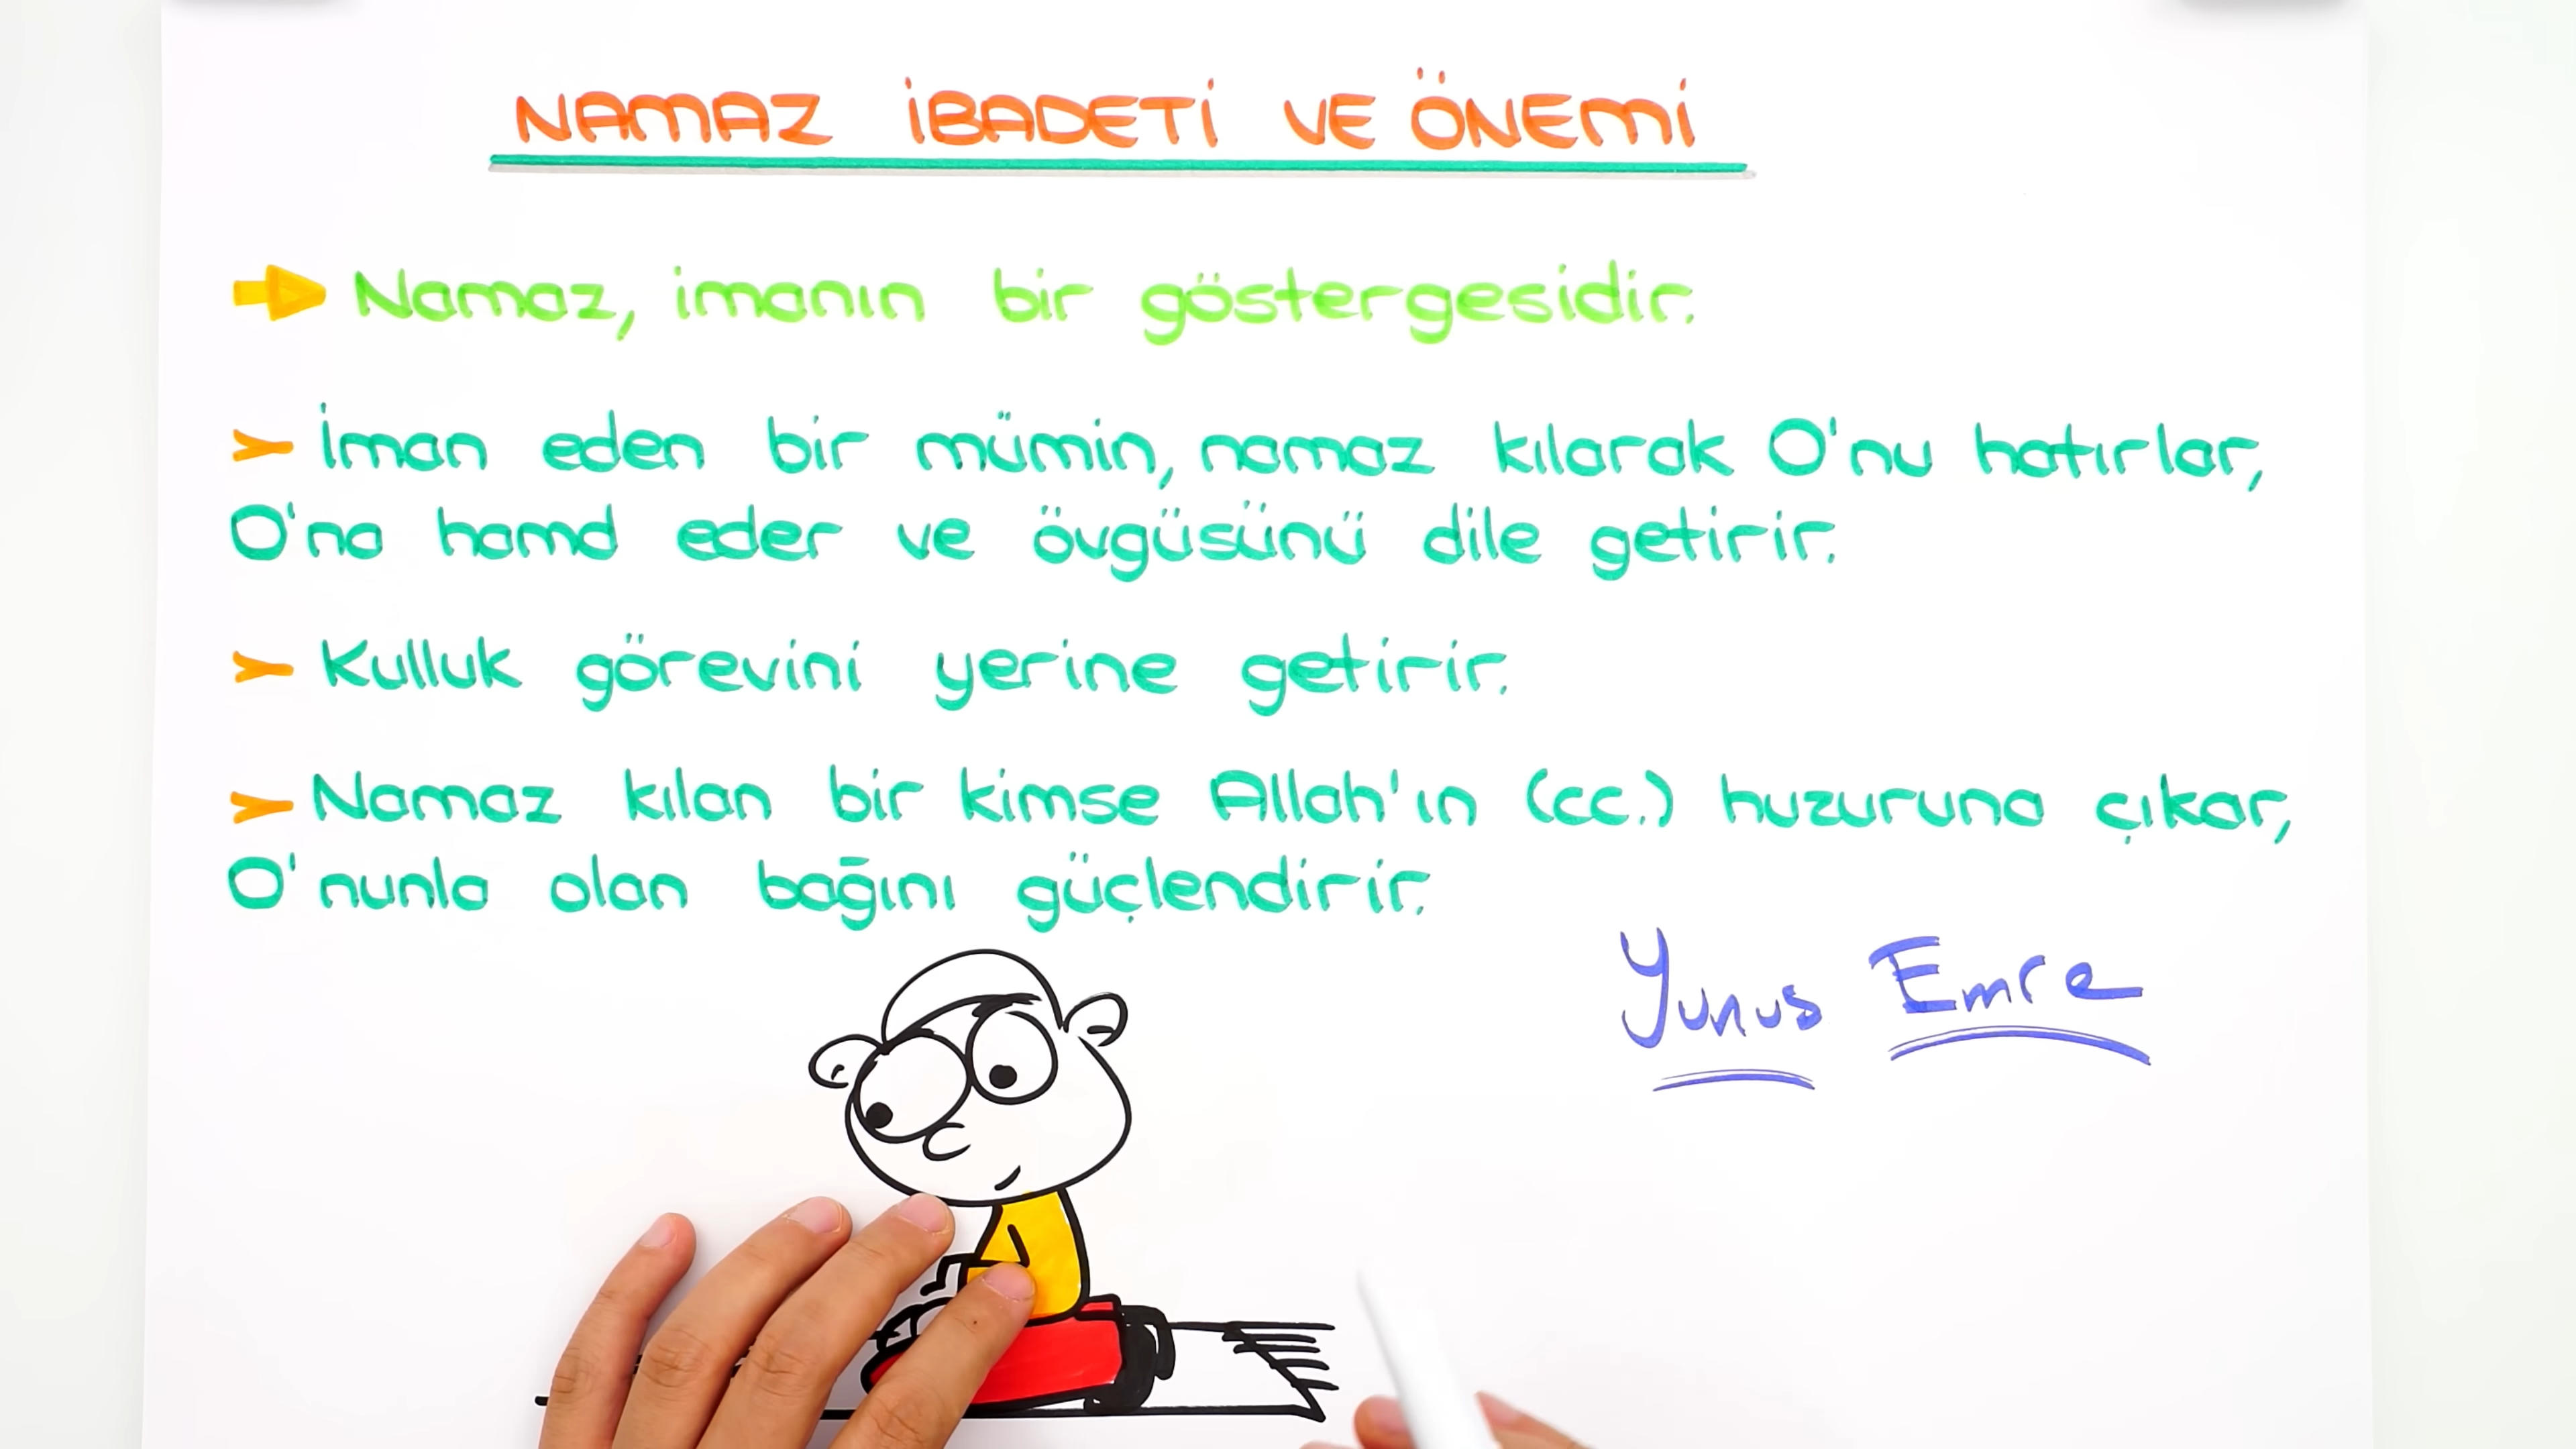 NAMAZ İBADETİ VE ÖNEMİ
Namaz, imanın bir göstergesidir.
İman eden bir mümin, namaz kılarak O'nu hatırlar,
O'na hamd eder ve övgüsünü dile getirir.
Kulluk görevini yerine getirir.
Namaz kılan bir kimse Allah'ın (cc.) huzuruna çıkar,
O'nunla olan bağını güçlendirir.
Yunus Emre